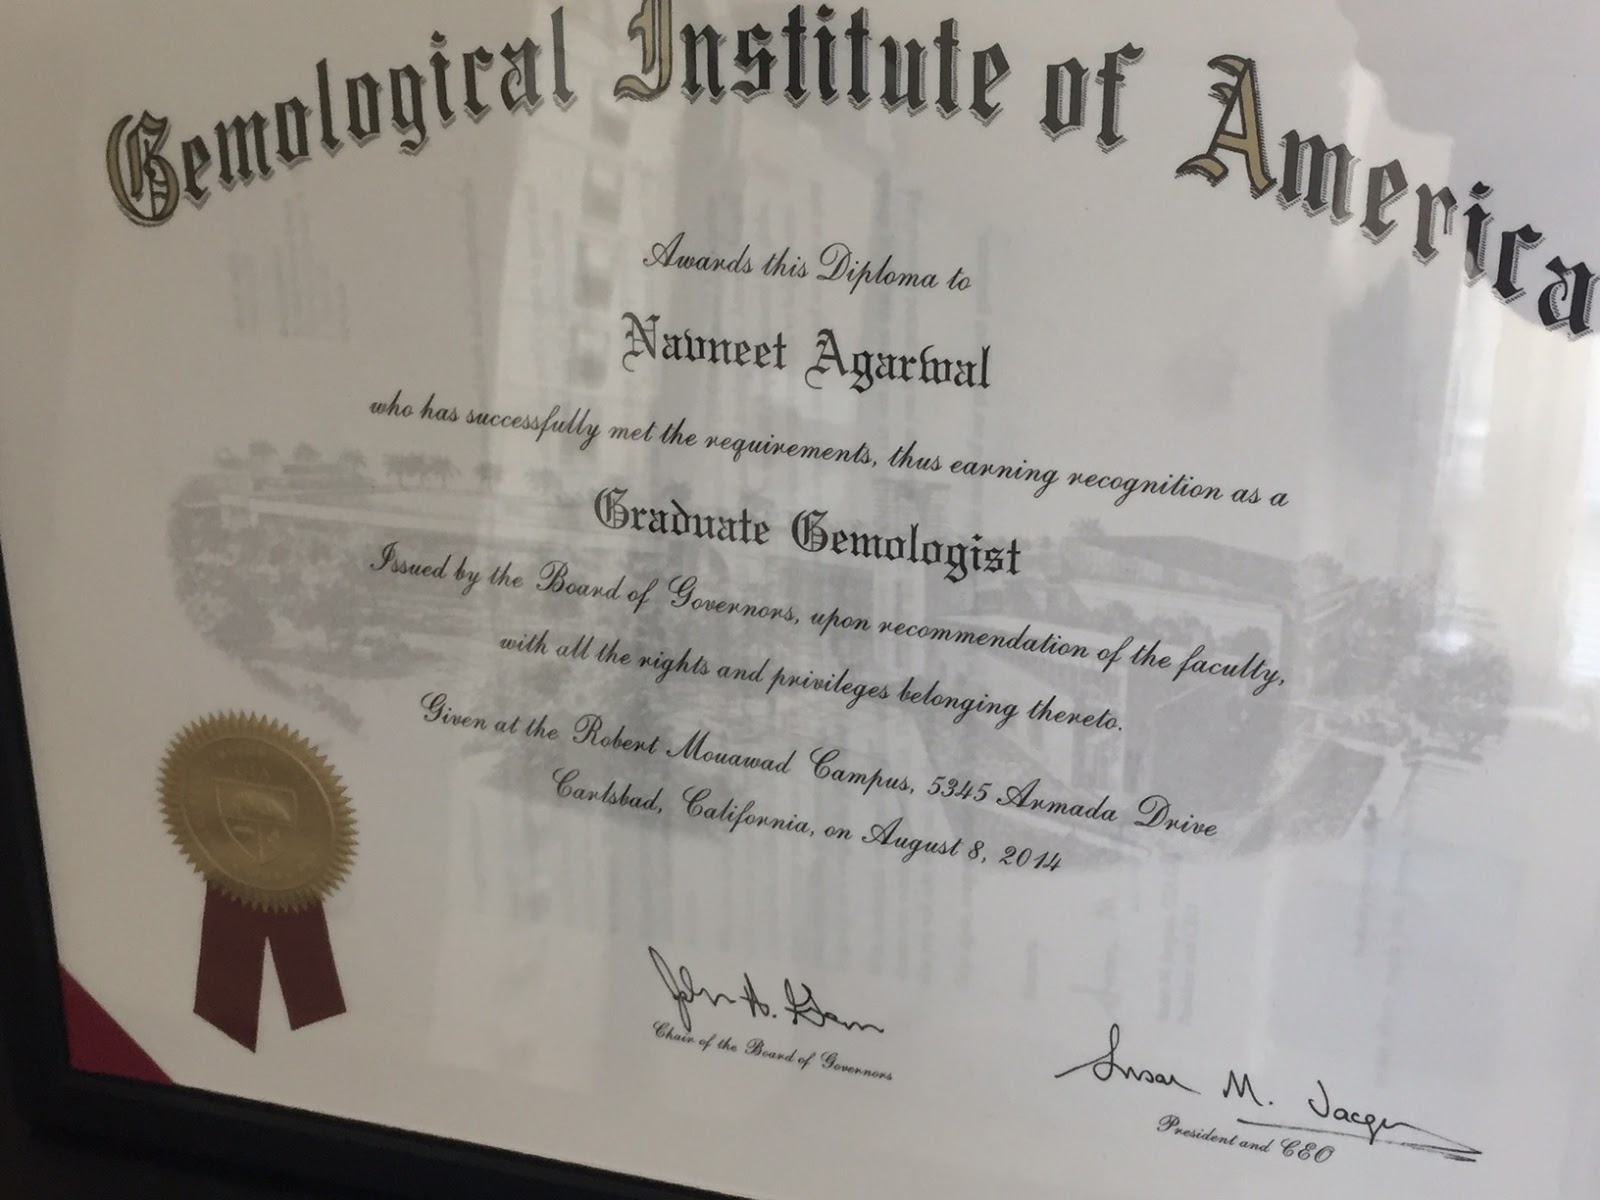 Gemological Institute of America
Awards this Diploma to
Navneet Agarwal
who has successfully met the requirements, thus earning recognition as a
Graduate Gemologist
Issued by the Board of Governors, upon recommendation of the faculty,
with all the rights and privileges belonging thereto.
Given at the Robert Mouawad Campus, 5345 Armada Drive
Carlsbad, California, on August 8, 2014
John A.
Chair of the Board of Governors
Susan M. Jacques
President and CEO